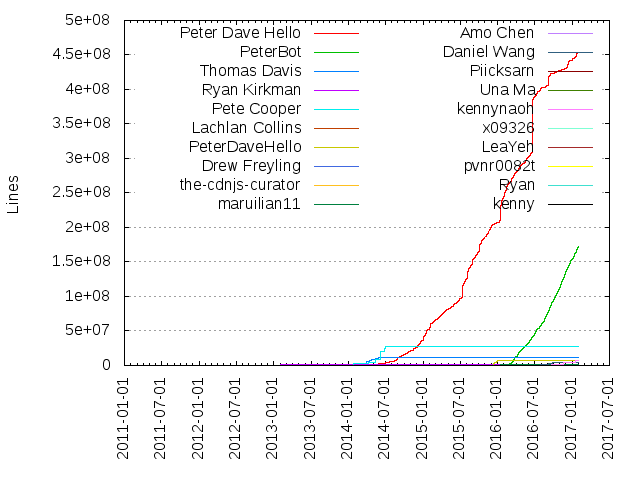 5e+08
4.5e+08
4e+08
3.5e+08
3e+08
2.5e+08
2e+08
1.5e+08
1e+08
5e+07
0
Lines
Peter Dave Hello
PeterBot
Thomas Davis
Ryan Kirkman
Pete Cooper
Lachlan Collins
PeterDaveHello
Drew Freyling
the-cdnjs-curator
maruilian11
Amo Chen
Daniel Wang
Piicksarn
Una Ma
kennynaoh
x09326
LeaYeh
pvnr0082t
Ryan
kenny
2011-01-01
2011-07-01
2012-01-01
2012-07-01
2013-01-01
2013-07-01
2014-01-01
2014-07-01
2015-01-01
2015-07-01
2016-01-01
2016-07-01
2017-01-01
2017-07-01